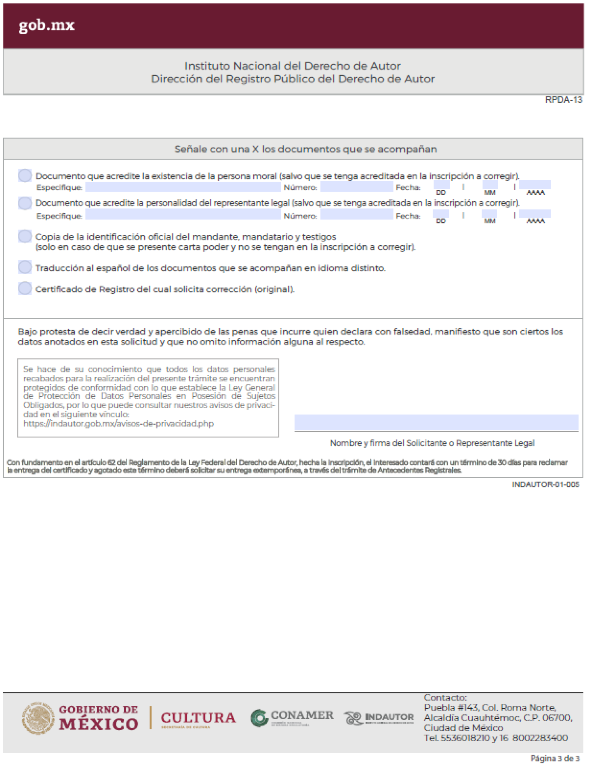 gob.mx
Instituto Nacional del Derecho de Autor
Dirección del Registro Público del Derecho de Autor
RPDA-13
Señale con una X los documentos que se acompañan
Documento que acredite la existencia de la persona moral (salvo que se tenga acreditada en la inscripción a corregir).
Especifique: Número: Fecha: | |
DD MM AAAA
Documento que acredite la personalidad del representante legal (salvo que se tenga acreditada en la inscripción a corregir).
Especifique: Número: Fecha: | |
DD MM AAAA
Copia de la identificación oficial del mandante, mandatario y testigos
(solo en caso de que se presente carta poder y no se tengan en la inscripción a corregir).
Traducción al español de los documentos que se acompañan en idioma distinto.
Certificado de Registro del cual solicita corrección (original).
Bajo protesta de decir verdad y apercibido de las penas que incurre quien declara con falsedad, manifiesto que son ciertos los
datos anotados en esta solicitud y que no omito información alguna al respecto.
Se hace de su conocimiento que todos los datos personales
recabados para la realización del presente trámite se encuentran
protegidos de conformidad con lo que establece la Ley General
de Protección de Datos Personales en Posesión de Sujetos
Obligados, por lo que puede consultar nuestros avisos de privaci-
dad en el siguiente vínculo:
https://indautor.gob.mx/avisos-de-privacidad.php
Nombre y firma del Solicitante o Representante Legal
Con fundamento en el artículo 62 del Reglamento de la Ley Federal del Derecho de Autor, hecha la inscripción, el interesado contará con un término de 30 días para reclamar
la entrega del certificado y agotado este término deberá solicitar su entrega extemporánea, a través del trámite de Antecedentes Registrales.
INDAUTOR-01-005
GOBIERNO DE
MÉXICO
CULTURA
SECRETARÍA DE CULTURA
CONAMER
INDAUTOR
Contacto:
Puebla #143, Col. Roma Norte,
Alcaldía Cuauhtémoc, C.P. 06700,
Ciudad de México
Tel. 5536018210 y 16 8002283400
Página 3 de 3